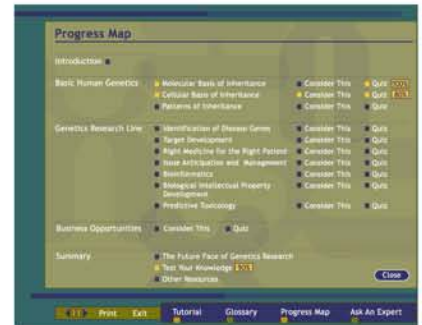 Progress Map
Introduction
Basic Human Genetics
Molecular Basis of Inheritance Consider This Quiz 100%
Cellular Basis of Inheritance Consider This Quiz 80%
Patterns of Inheritance Consider This Quiz
Genetics Research Line
Identification of Disease Genes Consider This Quiz
Target Development Consider This Quiz
Right Medicine for the Right Patient Consider This Quiz
Issue Anticipation and Management Consider This Quiz
Bioinformatics Consider This Quiz
Biological Intellectual Property Development Consider This Quiz
Predictive Toxicology Consider This Quiz
Business Opportunities Consider This Quiz
Summary
The Future Face of Genetics Research
Test Your Knowledge 50%
Other Resources
Close
Print Exit Tutorial Glossary Progress Map Ask An Expert